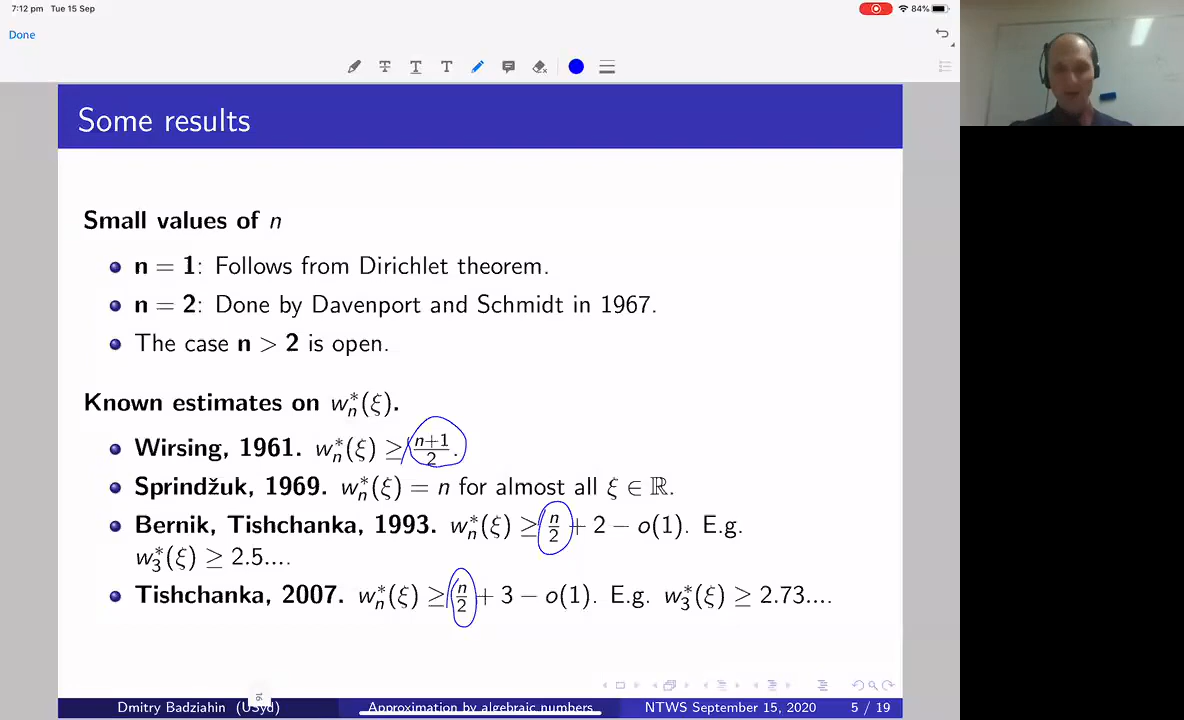 7:12 pm Tue 15 Sep
84%
Done
Some results
Small values of n
n = 1: Follows from Dirichlet theorem.
n = 2: Done by Davenport and Schmidt in 1967.
The case n > 2 is open.
Known estimates on w*ₙ(ξ).
Wirsing, 1961. w*ₙ(ξ) ≥ (n+1)/2.
Sprindžuk, 1969. w*ₙ(ξ) = n for almost all ξ ∈ ℝ.
Bernik, Tishchanka, 1993. w*ₙ(ξ) ≥ n/2 + 2 − o(1). E.g.
w*₃(ξ) ≥ 2.5....
Tishchanka, 2007. w*ₙ(ξ) ≥ n/2 + 3 − o(1). E.g. w*₃(ξ) ≥ 2.73....
16
Dmitry Badziahin (USyd) Approximation by algebraic numbers NTWS September 15, 2020 5 / 19